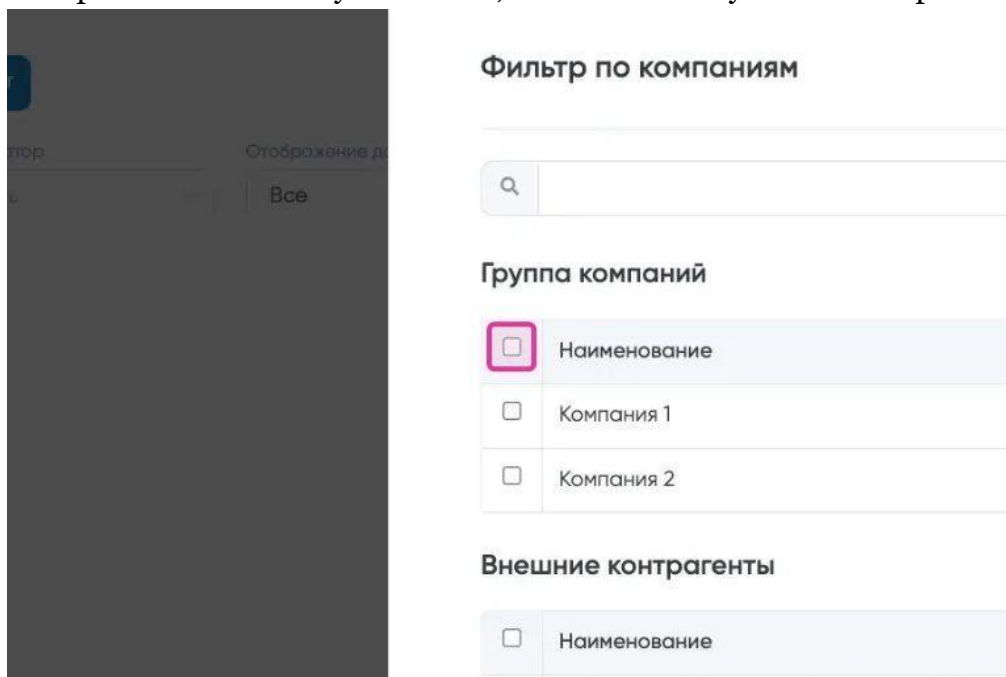 Фильтр по компаниям
Отображение
Все
Группа компаний
Наименование
Компания 1
Компания 2
Внешние контрагенты
Наименование